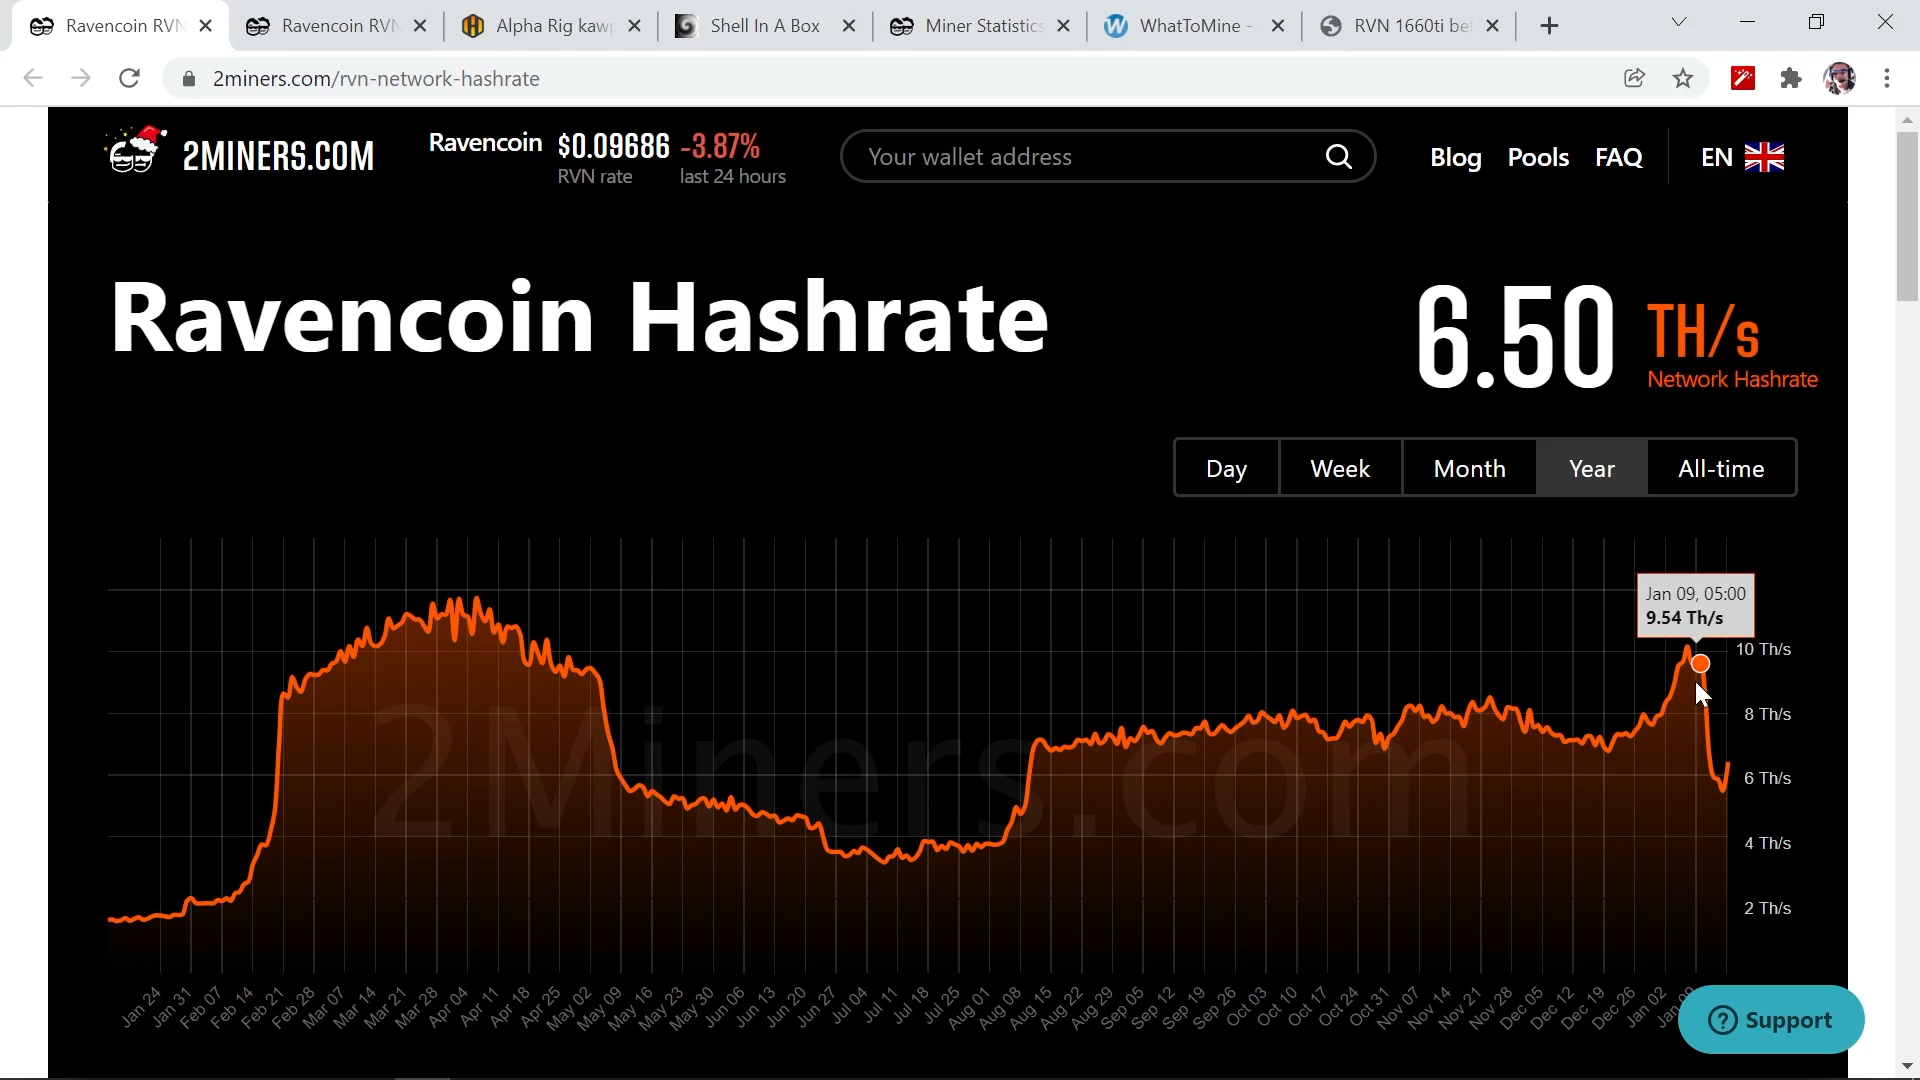 Ravencoin RVN
Ravencoin RVN
Alpha Rig kawp
Shell In A Box
Miner Statistics
WhatToMine -
RVN 1660ti bet
2miners.com/rvn-network-hashrate
2MINERS.COM
Ravencoin $0.09686 -3.87%
RVN rate last 24 hours
Your wallet address
Blog Pools FAQ EN
Ravencoin Hashrate
6.50 TH/s
Network Hashrate
Day Week Month Year All-time
Jan 09, 05:00
9.54 Th/s
10 Th/s
8 Th/s
2Miners.com
6 Th/s
4 Th/s
2 Th/s
Jan 24 Jan 31 Feb 07 Feb 14 Feb 21 Feb 28 Mar 07 Mar 14 Mar 21 Mar 28 Apr 04 Apr 11 Apr 18 Apr 25 May 02 May 09 May 16 May 23 May 30 Jun 06 Jun 13 Jun 20 Jun 27 Jul 04 Jul 11 Jul 18 Jul 25 Aug 01 Aug 08 Aug 15 Aug 22 Aug 29 Sep 05 Sep 12 Sep 19 Sep 26 Oct 03 Oct 10 Oct 17 Oct 24 Oct 31 Nov 07 Nov 14 Nov 21 Nov 28 Dec 05 Dec 12 Dec 19 Dec 26 Jan 02 Jan 09
Support